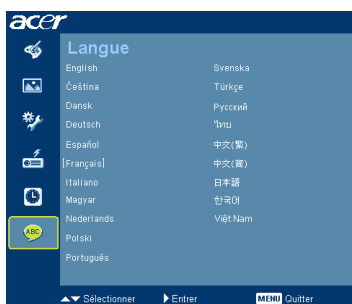 acer
Langue
English
Čeština
Dansk
Deutsch
Español
[Français]
Italiano
Magyar
Nederlands
Polski
Português
Svenska
Türkçe
Русский
ไทย
中文(繁)
中文(简)
日本語
한국어
Việt Nam
ABC
Sélectionner
Entrer
MENU Quitter